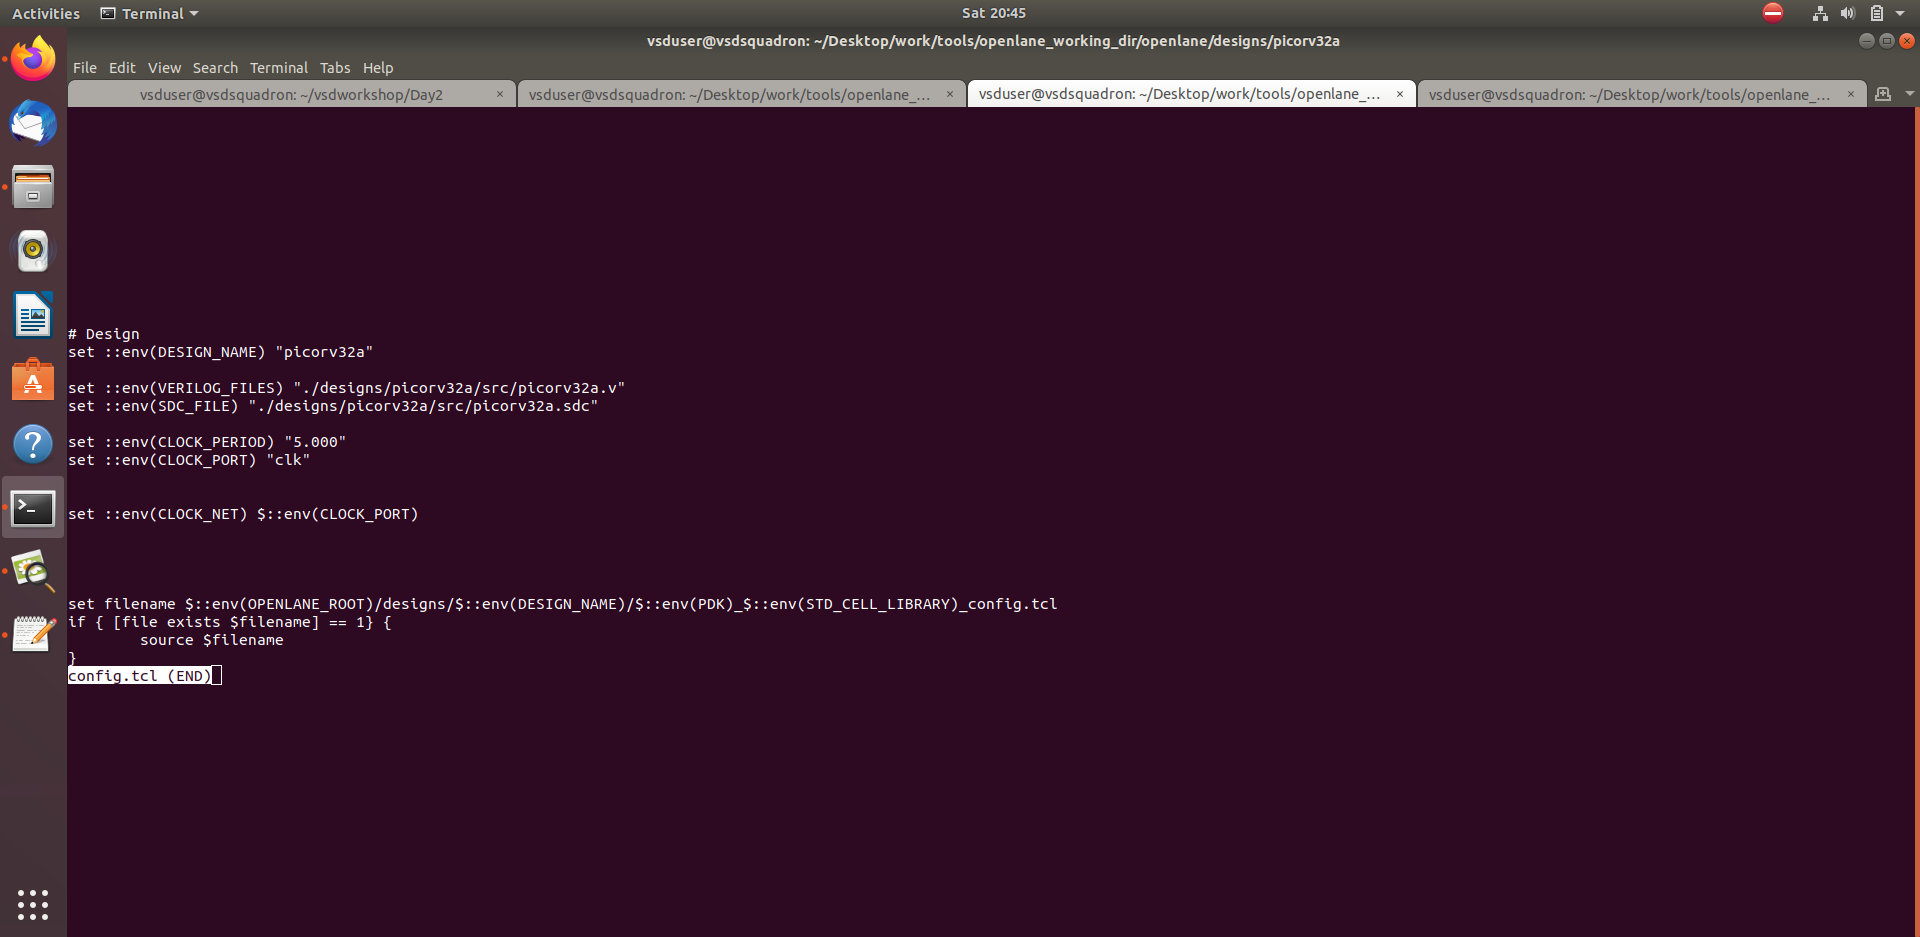 Activities Terminal Sat 20:45
vsduser@vsdsquadron: ~/Desktop/work/tools/openlane_working_dir/openlane/designs/picorv32a
File Edit View Search Terminal Tabs Help
vsduser@vsdsquadron: ~/vsdworkshop/Day2 × vsduser@vsdsquadron: ~/Desktop/work/tools/openlane_... × vsduser@vsdsquadron: ~/Desktop/work/tools/openlane_... × vsduser@vsdsquadron: ~/Desktop/work/tools/openlane_... ×
# Design
set ::env(DESIGN_NAME) "picorv32a"
set ::env(VERILOG_FILES) "./designs/picorv32a/src/picorv32a.v"
set ::env(SDC_FILE) "./designs/picorv32a/src/picorv32a.sdc"
set ::env(CLOCK_PERIOD) "5.000"
set ::env(CLOCK_PORT) "clk"
set ::env(CLOCK_NET) $::env(CLOCK_PORT)
set filename $::env(OPENLANE_ROOT)/designs/$::env(DESIGN_NAME)/$::env(PDK)_$::env(STD_CELL_LIBRARY)_config.tcl
if { [file exists $filename] == 1} {
        source $filename
}
config.tcl (END)